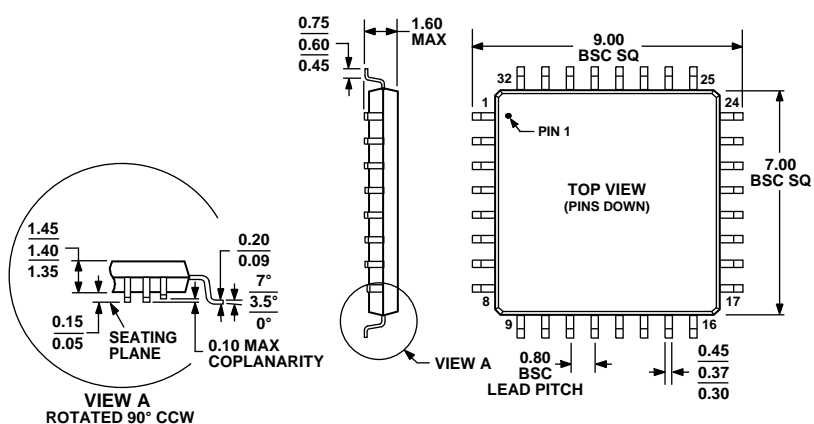 0.75
0.60
0.45
1.60
MAX
9.00
BSC SQ
32
25
1
24
PIN 1
TOP VIEW
(PINS DOWN)
7.00
BSC SQ
8
17
9
16
0.80
BSC
LEAD PITCH
0.45
0.37
0.30
VIEW A
1.45
1.40
1.35
0.20
0.09
7°
3.5°
0°
0.15
0.05
SEATING
PLANE
0.10 MAX
COPLANARITY
VIEW A
ROTATED 90° CCW